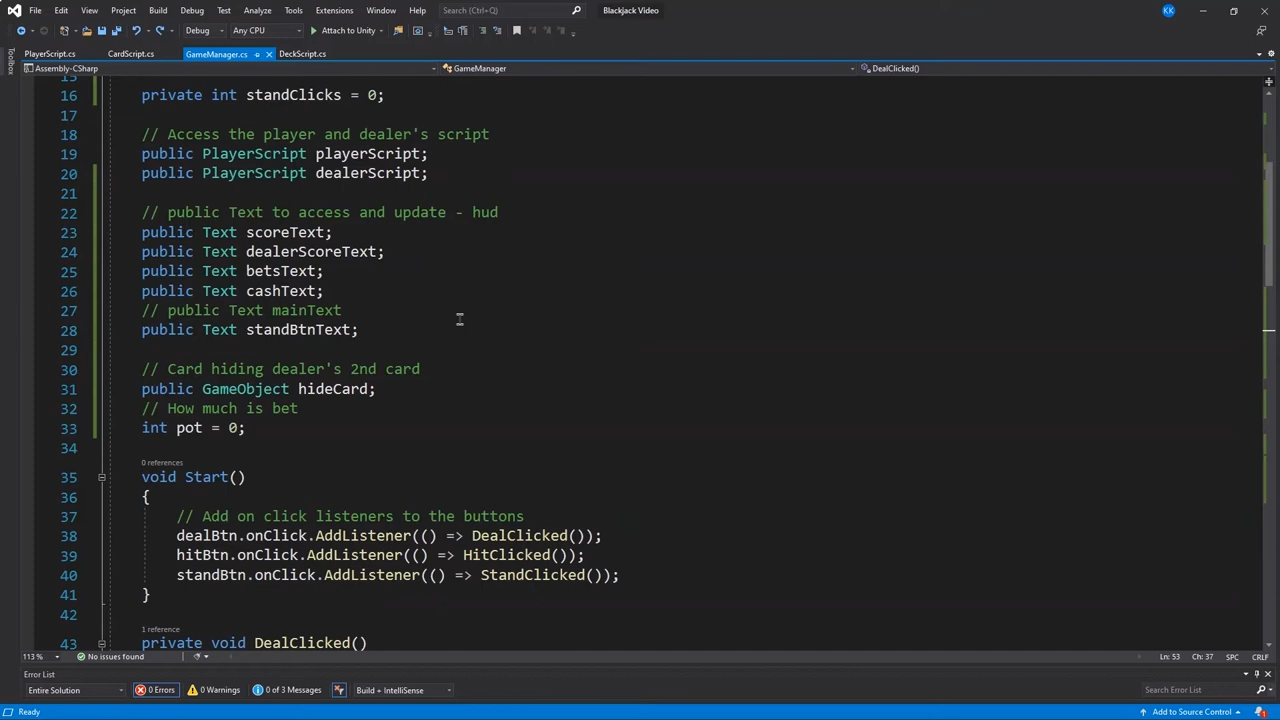 File Edit View Git Project Build Debug Test Analyze Tools Extensions Window Help Search (Ctrl+Q) Blackjack Video KK
Debug Any CPU Attach to Unity
PlayerScript.cs CardScript.cs GameManager.cs DeckScript.cs
Assembly-CSharp GameManager DealClicked()
Toolbox
15
16 private int standClicks = 0;
17
18 // Access the player and dealer's script
19 public PlayerScript playerScript;
20 public PlayerScript dealerScript;
21
22 // public Text to access and update - hud
23 public Text scoreText;
24 public Text dealerScoreText;
25 public Text betsText;
26 public Text cashText;
27 // public Text mainText
28 public Text standBtnText;
29
30 // Card hiding dealer's 2nd card
31 public GameObject hideCard;
32 // How much is bet
33 int pot = 0;
34
0 references
35 void Start()
36 {
37 // Add on click listeners to the buttons
38 dealBtn.onClick.AddListener(() => DealClicked());
39 hitBtn.onClick.AddListener(() => HitClicked());
40 standBtn.onClick.AddListener(() => StandClicked());
41 }
42
1 reference
43 private void DealClicked()
113 % No issues found Ln: 53 Ch: 37 SPC CRLF
Error List
Entire Solution 0 Errors 0 Warnings 0 of 3 Messages Build + IntelliSense Search Error List
Ready Add to Source Control 1